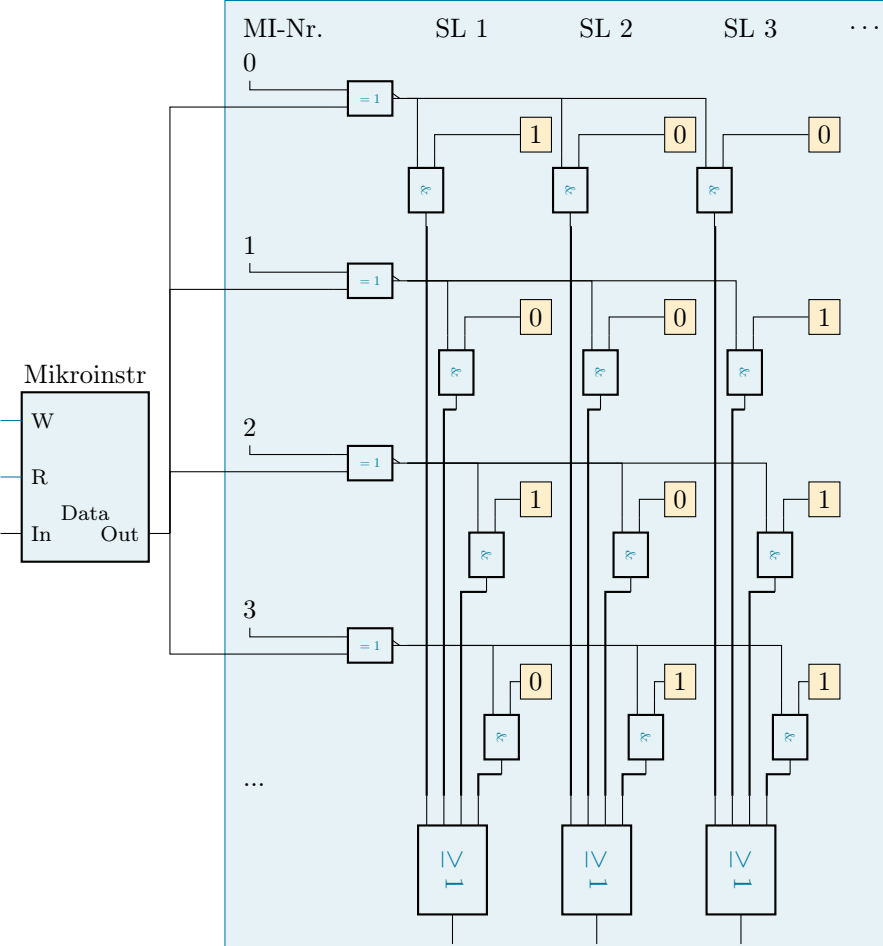 MI-Nr. SL 1 SL 2 SL 3 ···
0
= 1
1 0 0
& & &
1
= 1
0 0 1
& & &
Mikroinstr
W
R
Data
In Out
2
= 1
1 0 1
& & &
3
= 1
0 1 1
& & &
...
≥ 1 ≥ 1 ≥ 1